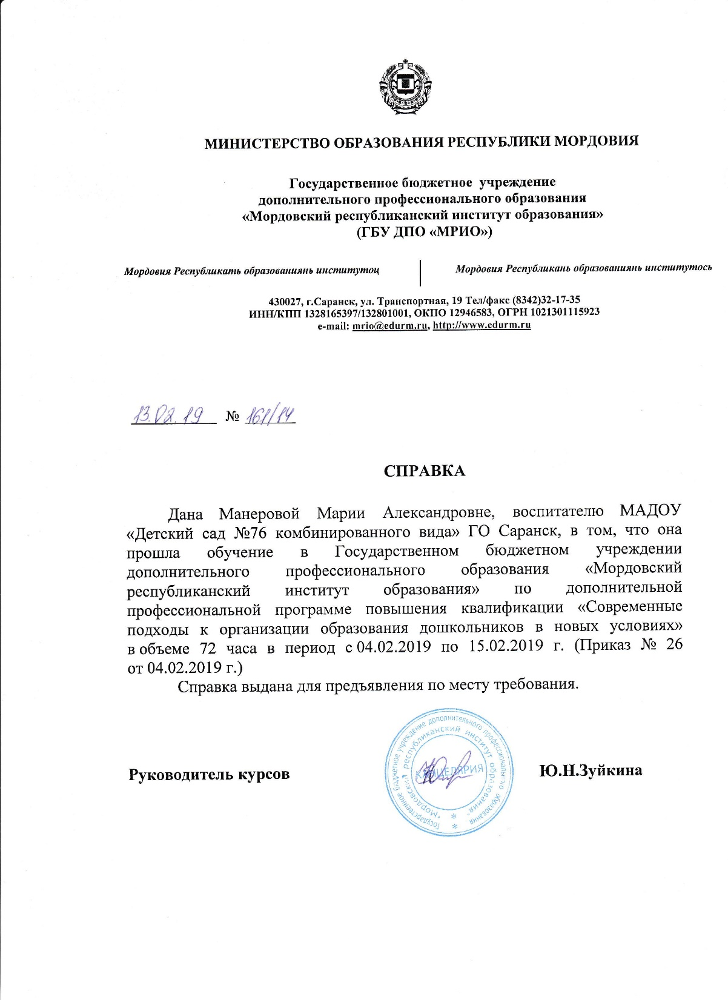 МИНИСТЕРСТВО ОБРАЗОВАНИЯ РЕСПУБЛИКИ МОРДОВИЯ
Государственное бюджетное учреждение
дополнительного профессионального образования
«Мордовский республиканский институт образования»
(ГБУ ДПО «МРИО»)
Мордовия Республикать образованиянь институтоц
Мордовия Республикань образованиянь институтось
430027, г.Саранск, ул. Транспортная, 19 Тел/факс (8342)32-17-35
ИНН/КПП 1328165397/132801001, ОКПО 12946583, ОГРН 1021301115923
e-mail: mrio@edurm.ru, http://www.edurm.ru
13.02.19 № 161/14
СПРАВКА
Дана Манеровой Марии Александровне, воспитателю МАДОУ
«Детский сад №76 комбинированного вида» ГО Саранск, в том, что она
прошла обучение в Государственном бюджетном учреждении
дополнительного профессионального образования «Мордовский
республиканский институт образования» по дополнительной
профессиональной программе повышения квалификации «Современные
подходы к организации образования дошкольников в новых условиях»
в объеме 72 часа в период с 04.02.2019 по 15.02.2019 г. (Приказ № 26
от 04.02.2019 г.)
Справка выдана для предъявления по месту требования.
Государственное бюджетное учреждение дополнительного профессионального образования
"Мордовский республиканский институт образования"
КАНЦЕЛЯРИЯ
Руководитель курсов
Ю.Н.Зуйкина